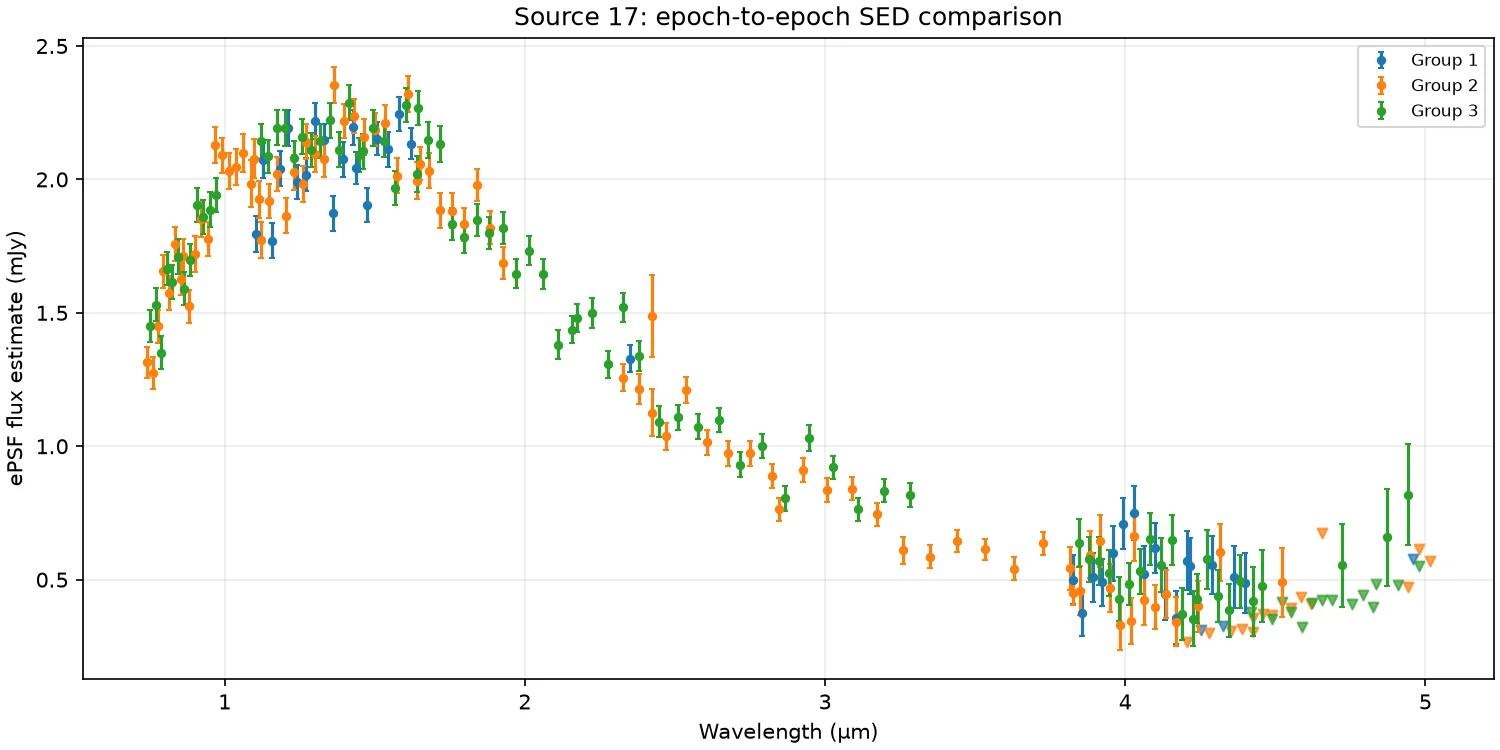 Source 17: epoch-to-epoch SED comparison
2.5
2.0
1.5
1.0
0.5
ePSF flux estimate (mJy)
Group 1
Group 2
Group 3
1
2
3
4
5
Wavelength (μm)